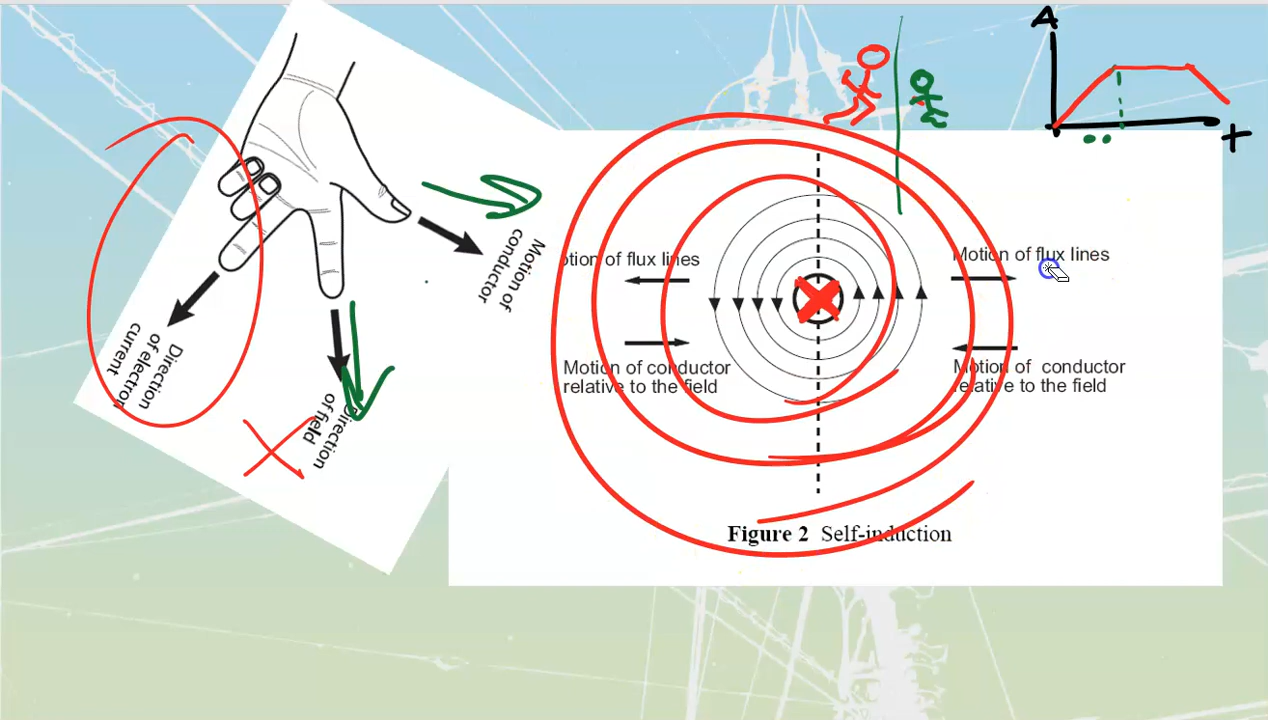 A
t
Motion of
conductor
Direction
of electron
current
Direction
of field
otion of flux lines
Motion of conductor
relative to the field
Motion of flux lines
Motion of conductor
relative to the field
Figure 2 Self-induction